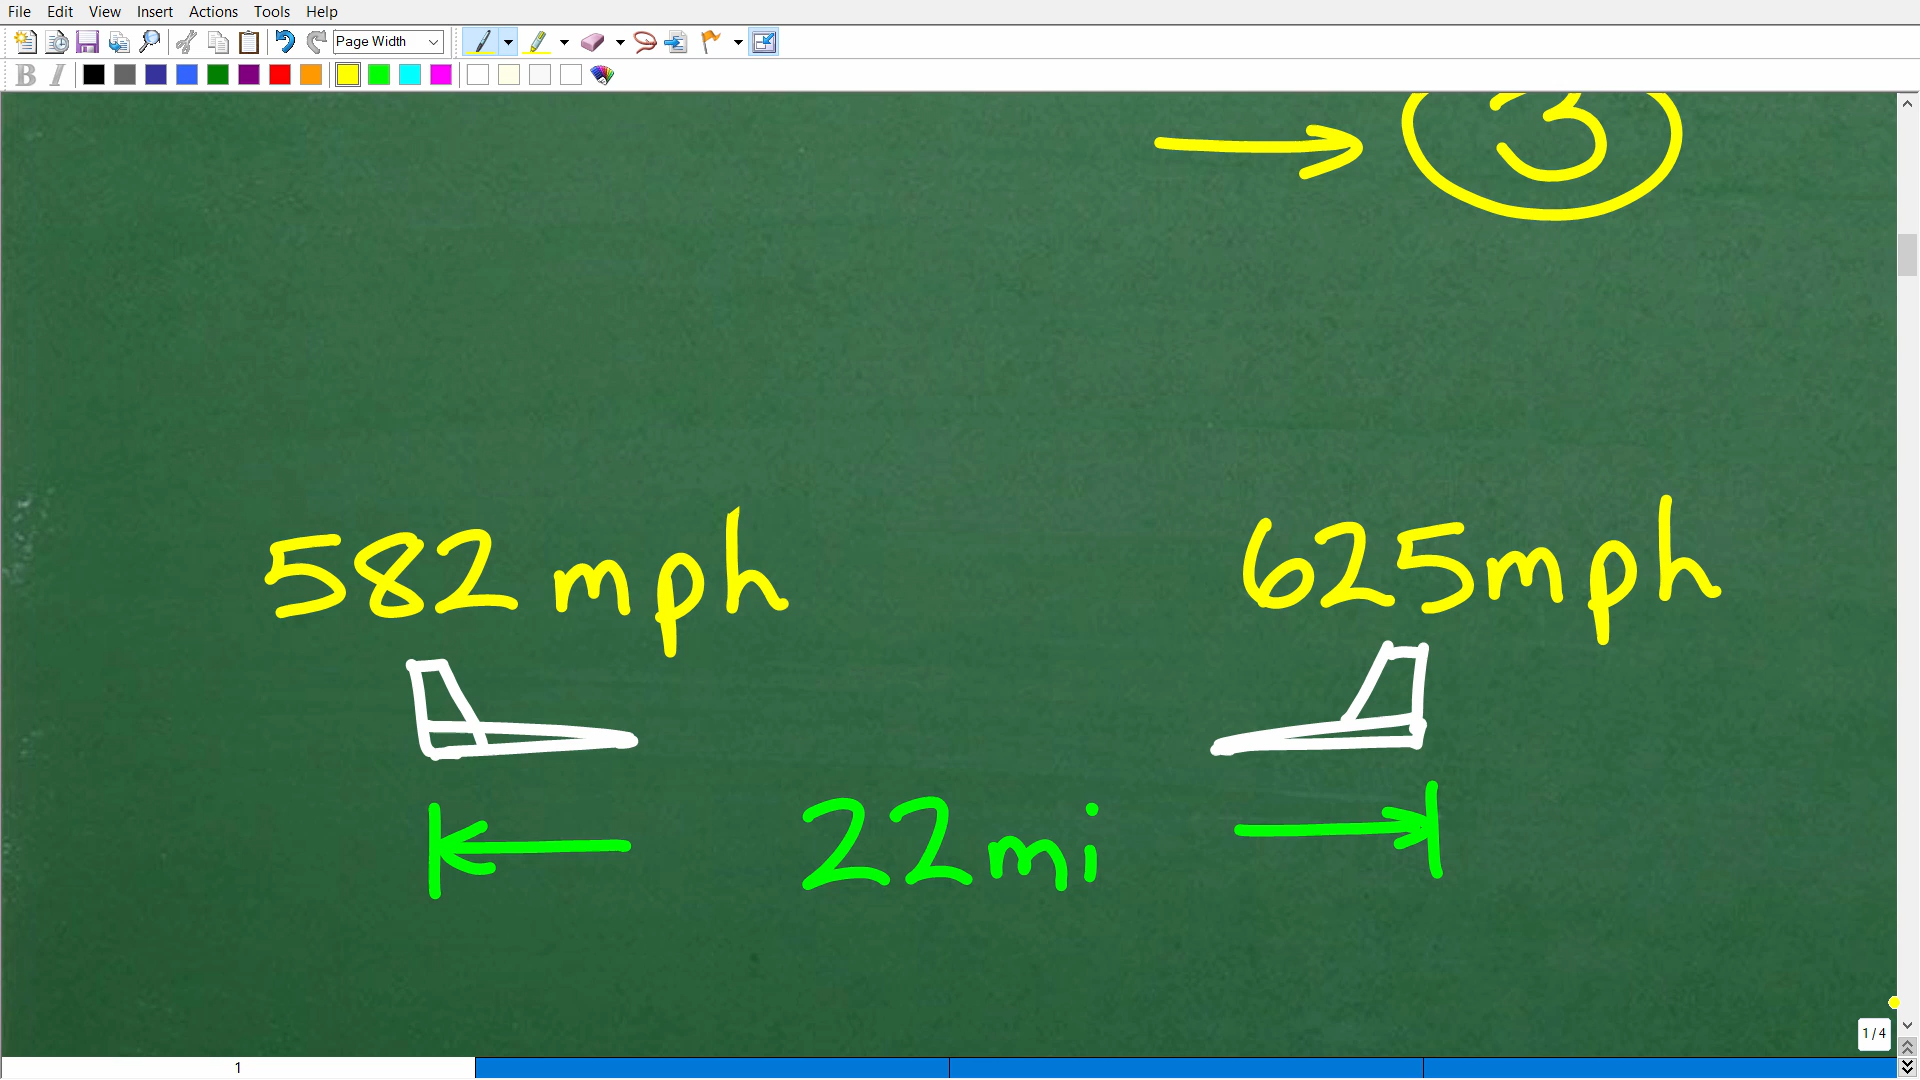 File Edit View Insert Actions Tools Help
Page Width
B I
3
582 mph 625mph
22mi
1 / 4
1